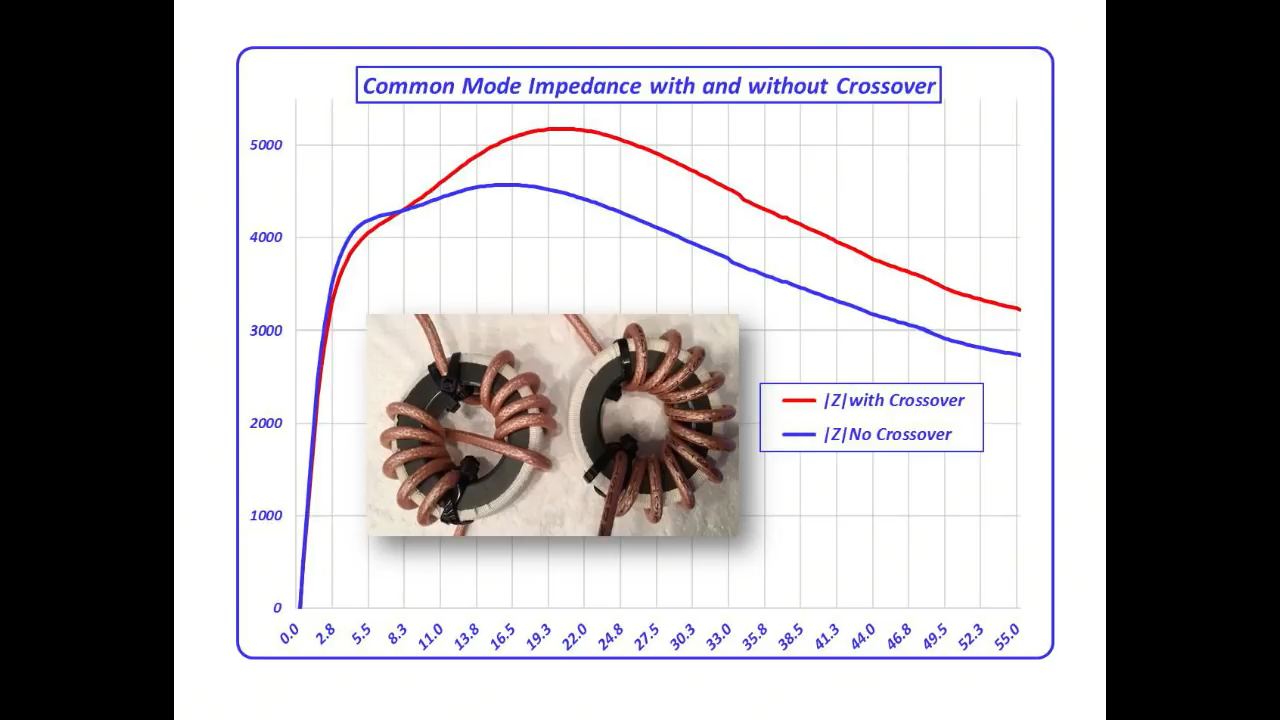 Common Mode Impedance with and without Crossover
5000
4000
3000
2000
1000
0
|Z|with Crossover
|Z|No Crossover
0.0 2.8 5.5 8.3 11.0 13.8 16.5 19.3 22.0 24.8 27.5 30.3 33.0 35.8 38.5 41.3 44.0 46.8 49.5 52.3 55.0